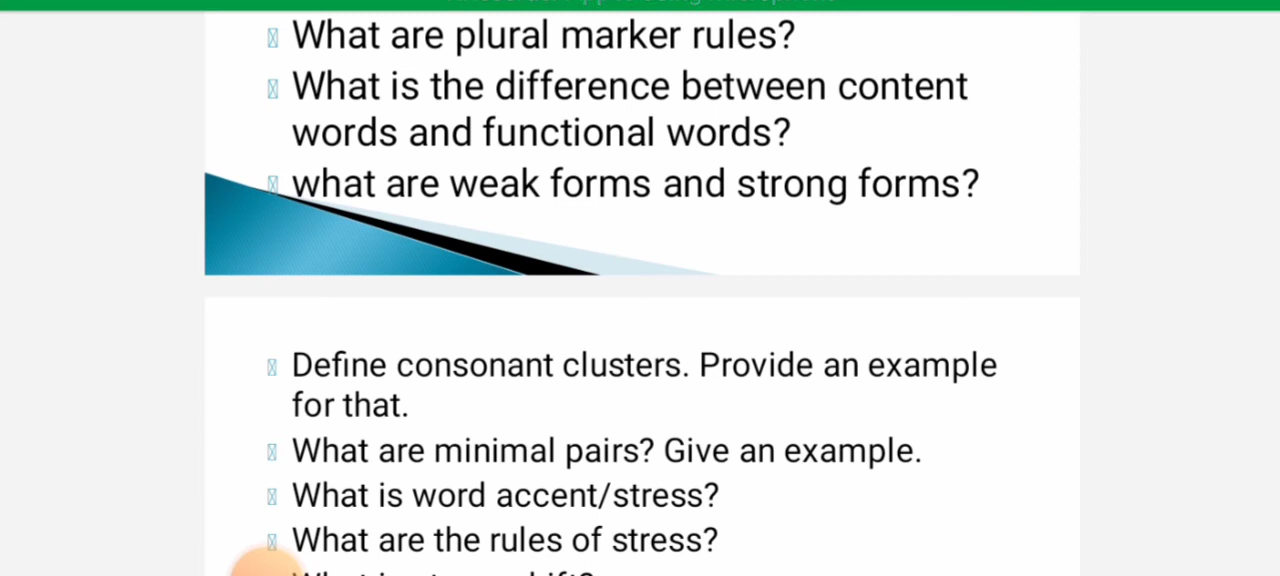 What are plural marker rules?
What is the difference between content
words and functional words?
what are weak forms and strong forms?
Define consonant clusters. Provide an example
for that.
What are minimal pairs? Give an example.
What is word accent/stress?
What are the rules of stress?